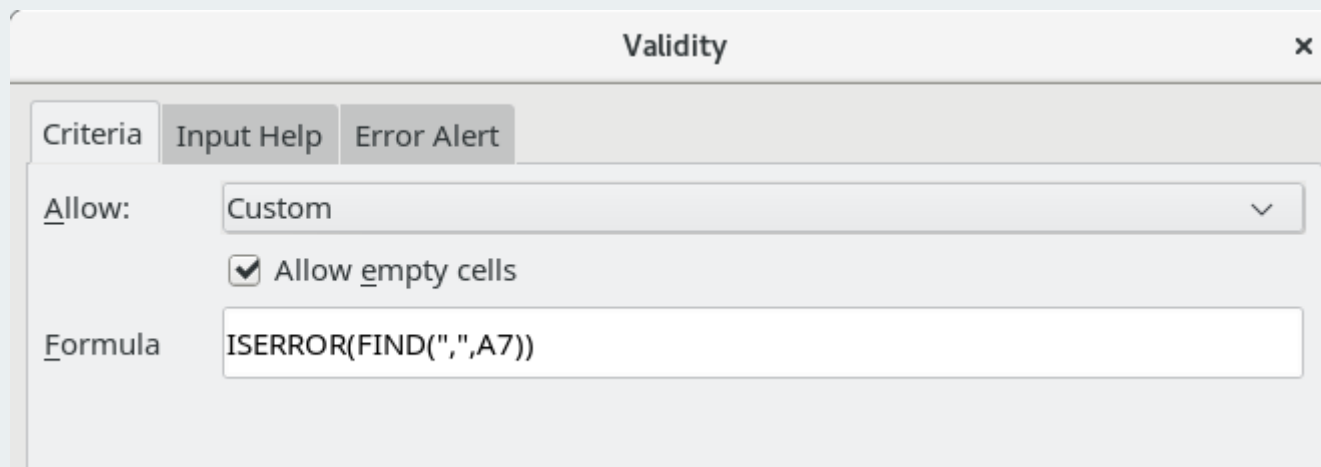 Validity ×
Criteria Input Help Error Alert
Allow: Custom
Allow empty cells
Formula ISERROR(FIND(",",A7))